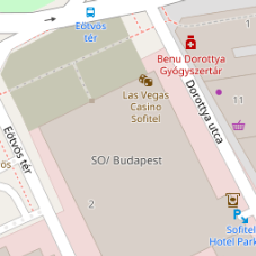 Eötvös
tér
Benu Dorottya
Gyógyszertár
Las Vegas
Casino
Sofitel
11
Dorottya utca
Eötvös tér
SO/ Budapest
2
P
Sofitel
Hotel Park